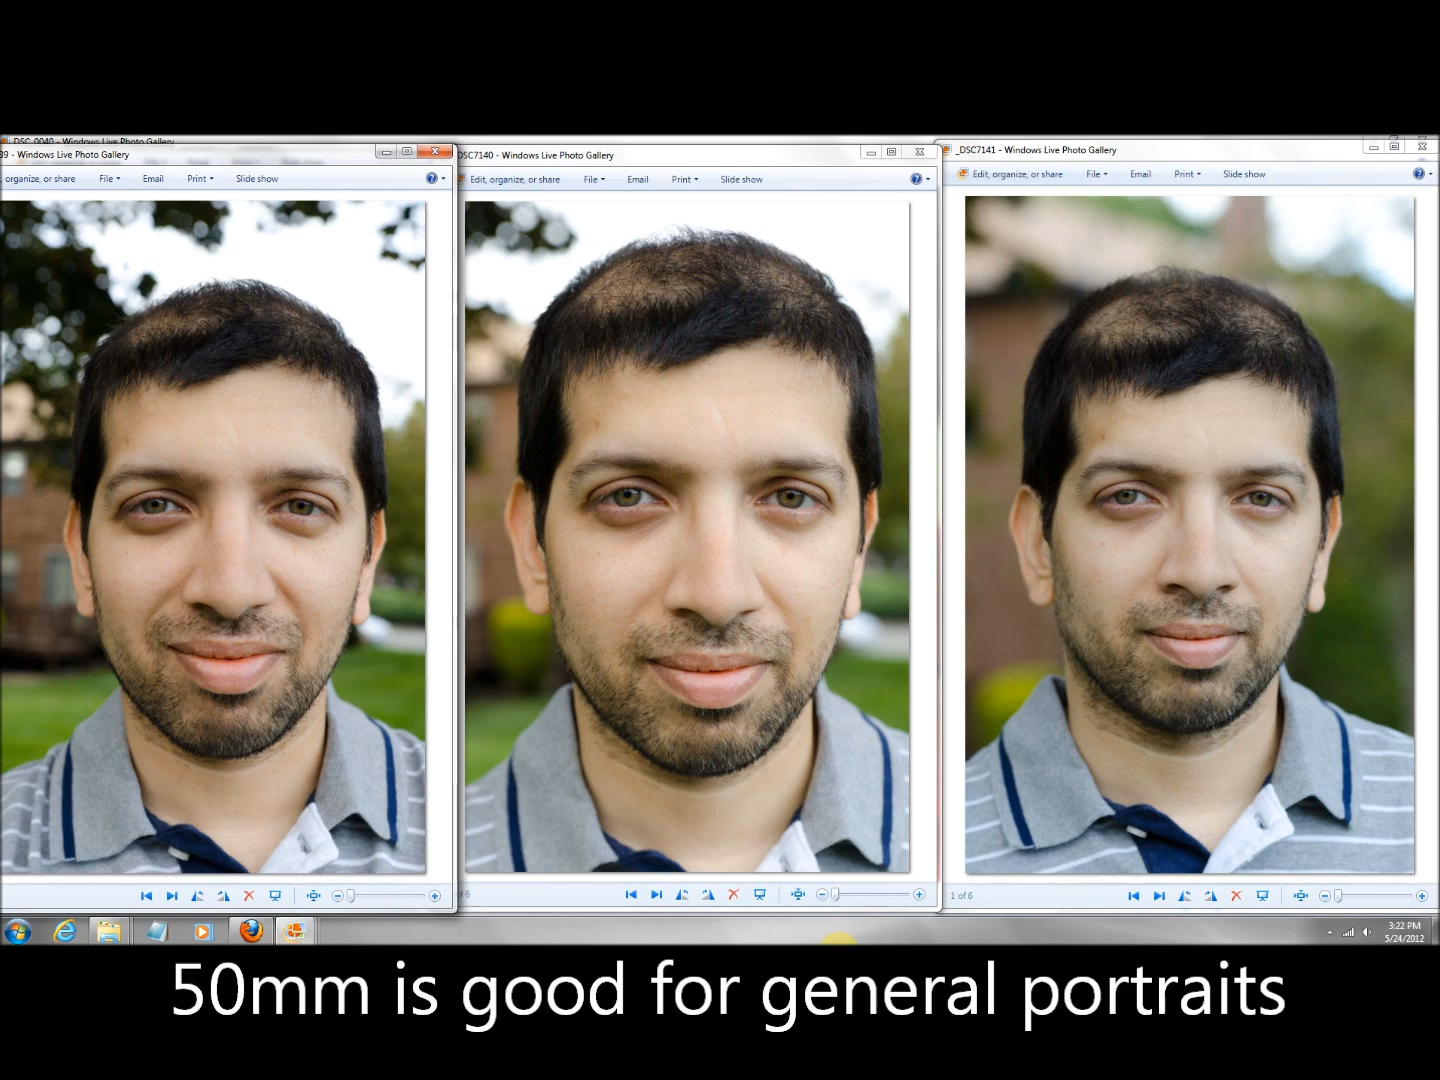 DSC_0040 - Windows Live Photo Gallery
39 - Windows Live Photo Gallery
organize, or share File Email Print Slide show
DSC7140 - Windows Live Photo Gallery
Edit, organize, or share File Email Print Slide show
_DSC7141 - Windows Live Photo Gallery
Edit, organize, or share File Email Print Slide show
of 6
1 of 6
3:22 PM
5/24/2012
50mm is good for general portraits